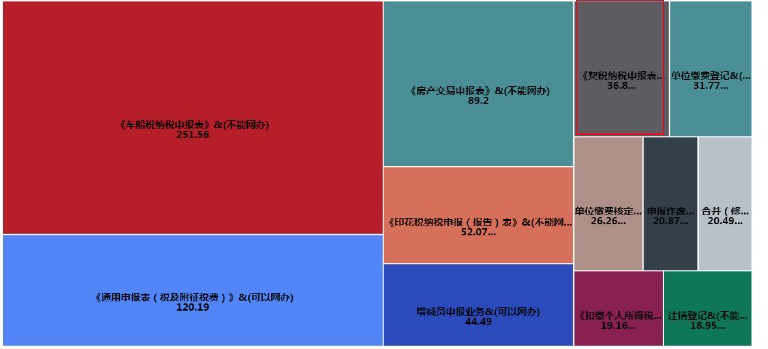 《车船税纳税申报表》&(不能网办)
251.56
《通用申报表（税及附征税费）》&(可以网办)
120.19
《房产交易申报表》&(不能网办)
89.2
《印花税纳税申报（报告）表》&(不能网...
52.07...
增减员申报业务&(可以网办)
44.49
《契税纳税申报表...
36.8...
单位缴费登记&(...
31.77...
单位缴费核定...
26.26...
申报作废...
20.87...
合并（修...
20.49...
《扣缴个人所得税...
19.16...
注销登记&(不能...
18.95...